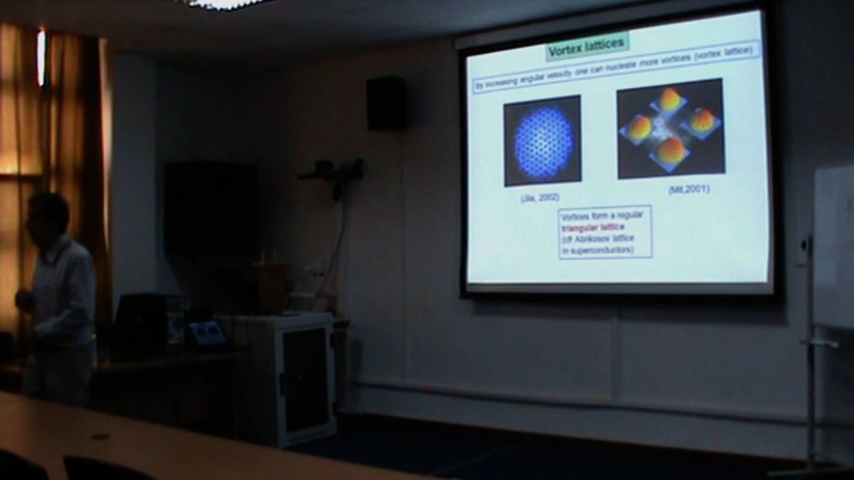 Vortex lattices
By increasing angular velocity one can nucleate more vortices (vortex lattice)
(Jila, 2002)
(Mit,2001)
Vortices form a regular
triangular lattice
(cf Abrikosov lattice
in superconductors)